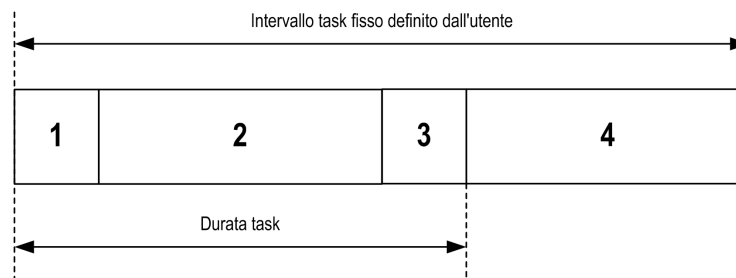 Intervallo task fisso definito dall'utente
1 2 3 4
Durata task